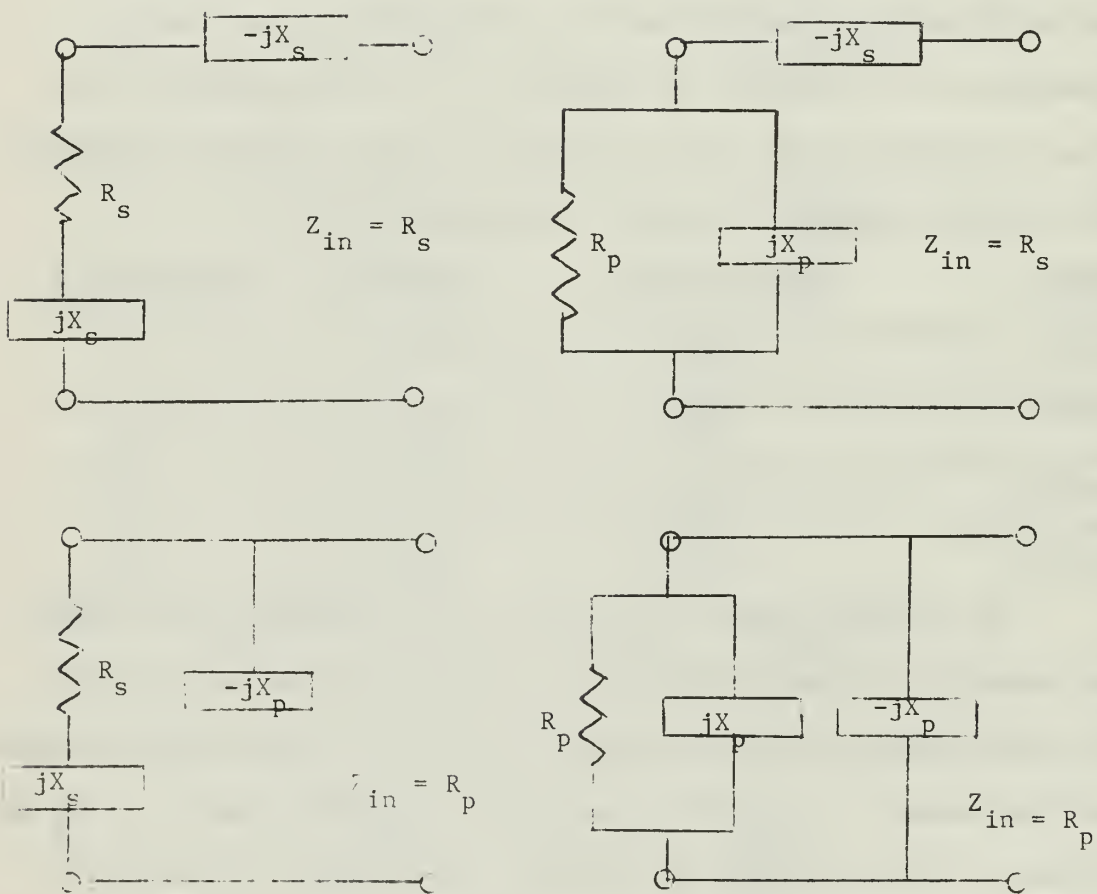 -jX_s
R_s
Z_in = R_s
jX_s
-jX_s
R_p
jX_p
Z_in = R_s
R_s
-jX_p
jX_s
in = R_p
R_p
jX_p
-jX_p
Z_in = R_p